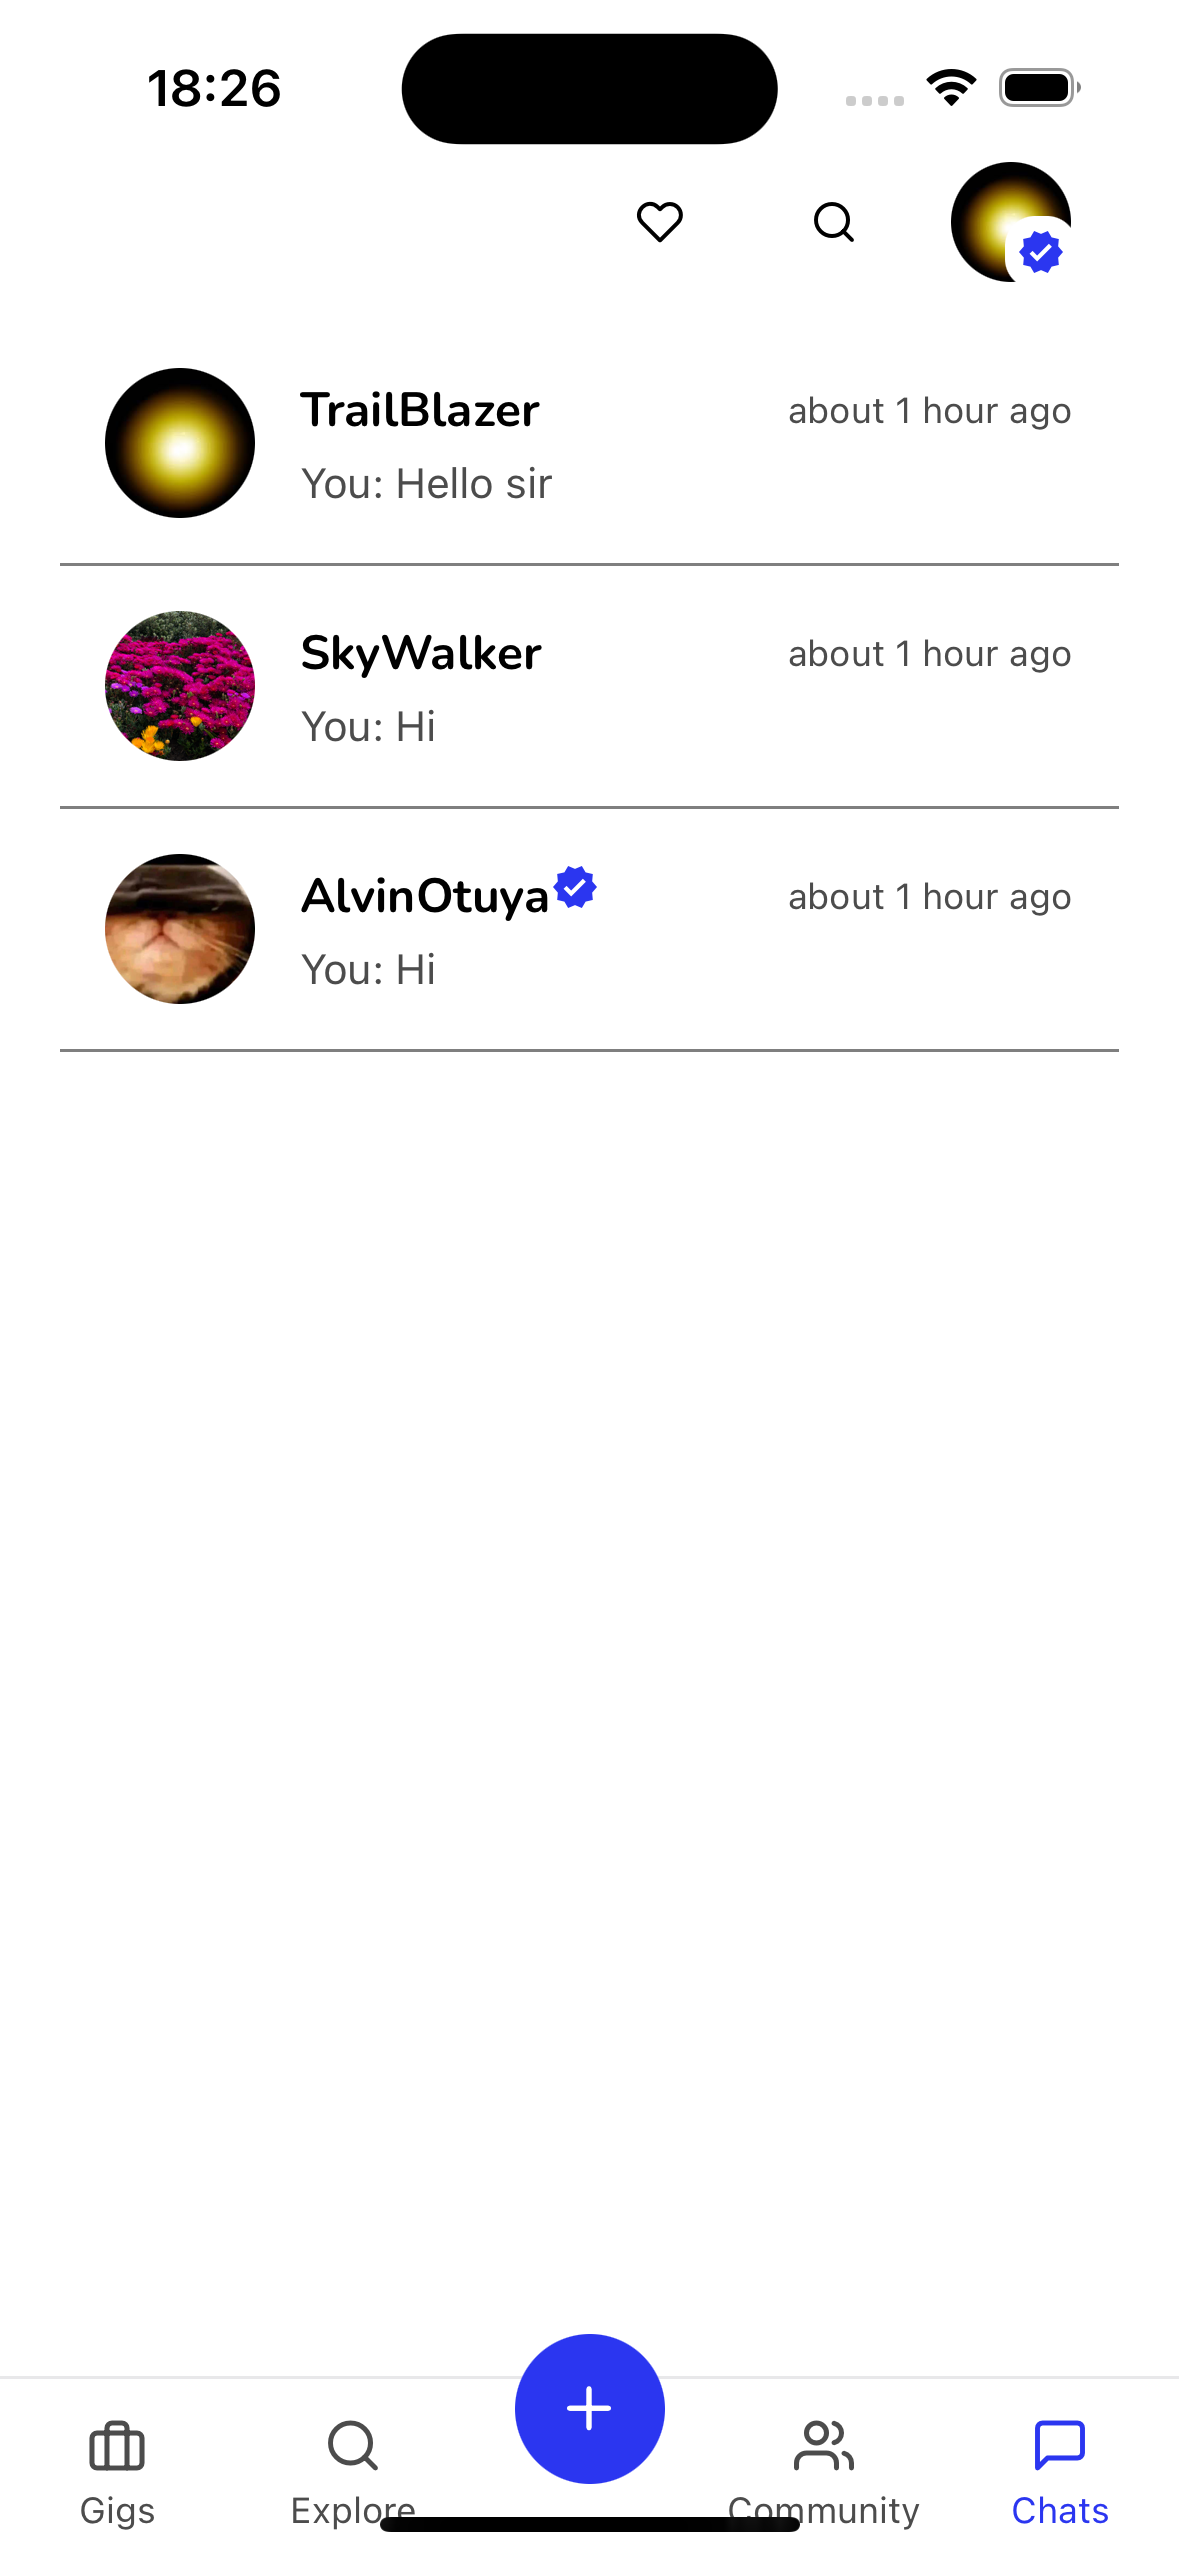 18:26
TrailBlazer about 1 hour ago
You: Hello sir
SkyWalker about 1 hour ago
You: Hi
AlvinOtuya about 1 hour ago
You: Hi
Gigs Explore Community Chats